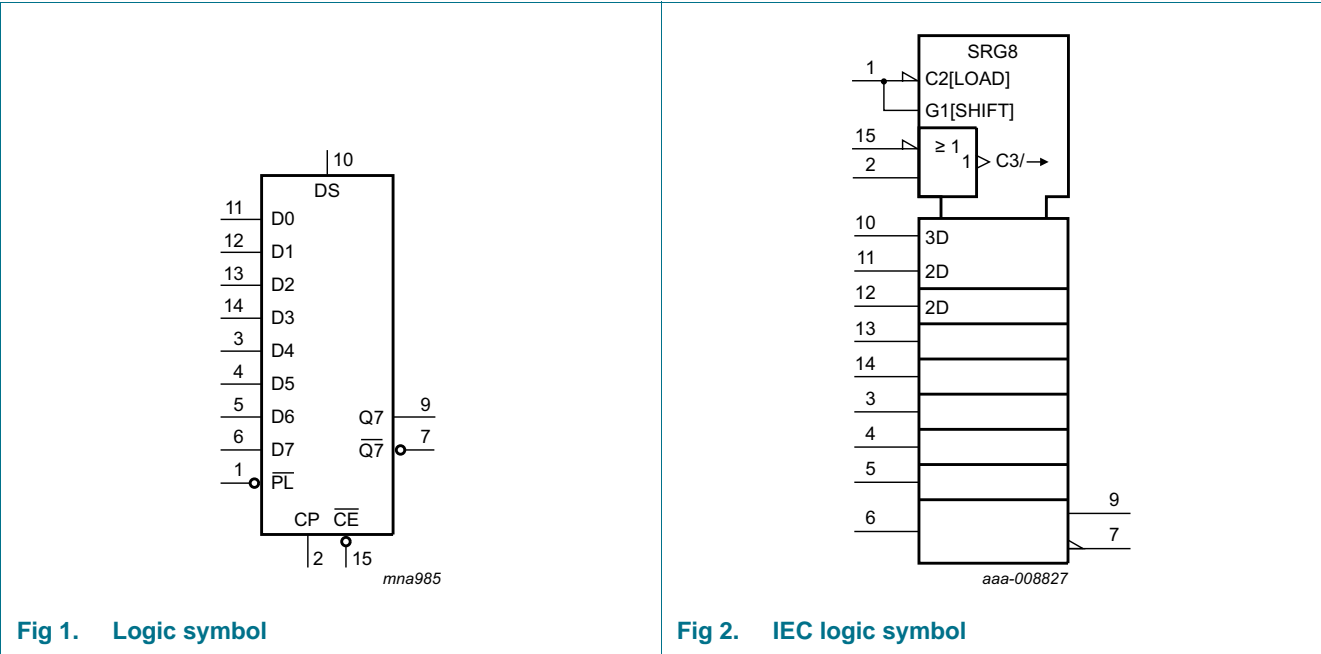 10
DS
11 D0
12 D1
13 D2
14 D3
3 D4
4 D5
5 D6 Q7 9
6 D7 Q̅7̅ 7
1 P̅L̅
CP C̅E̅
2 15
mna985
Fig 1. Logic symbol
SRG8
1 C2[LOAD]
G1[SHIFT]
15 ≥ 1
2 1 C3/→
10 3D
11 2D
12 2D
13
14
3
4
5
6 9
7
aaa-008827
Fig 2. IEC logic symbol